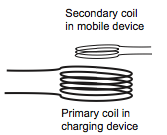 Secondary coil
in mobile device
Primary coil in
charging device